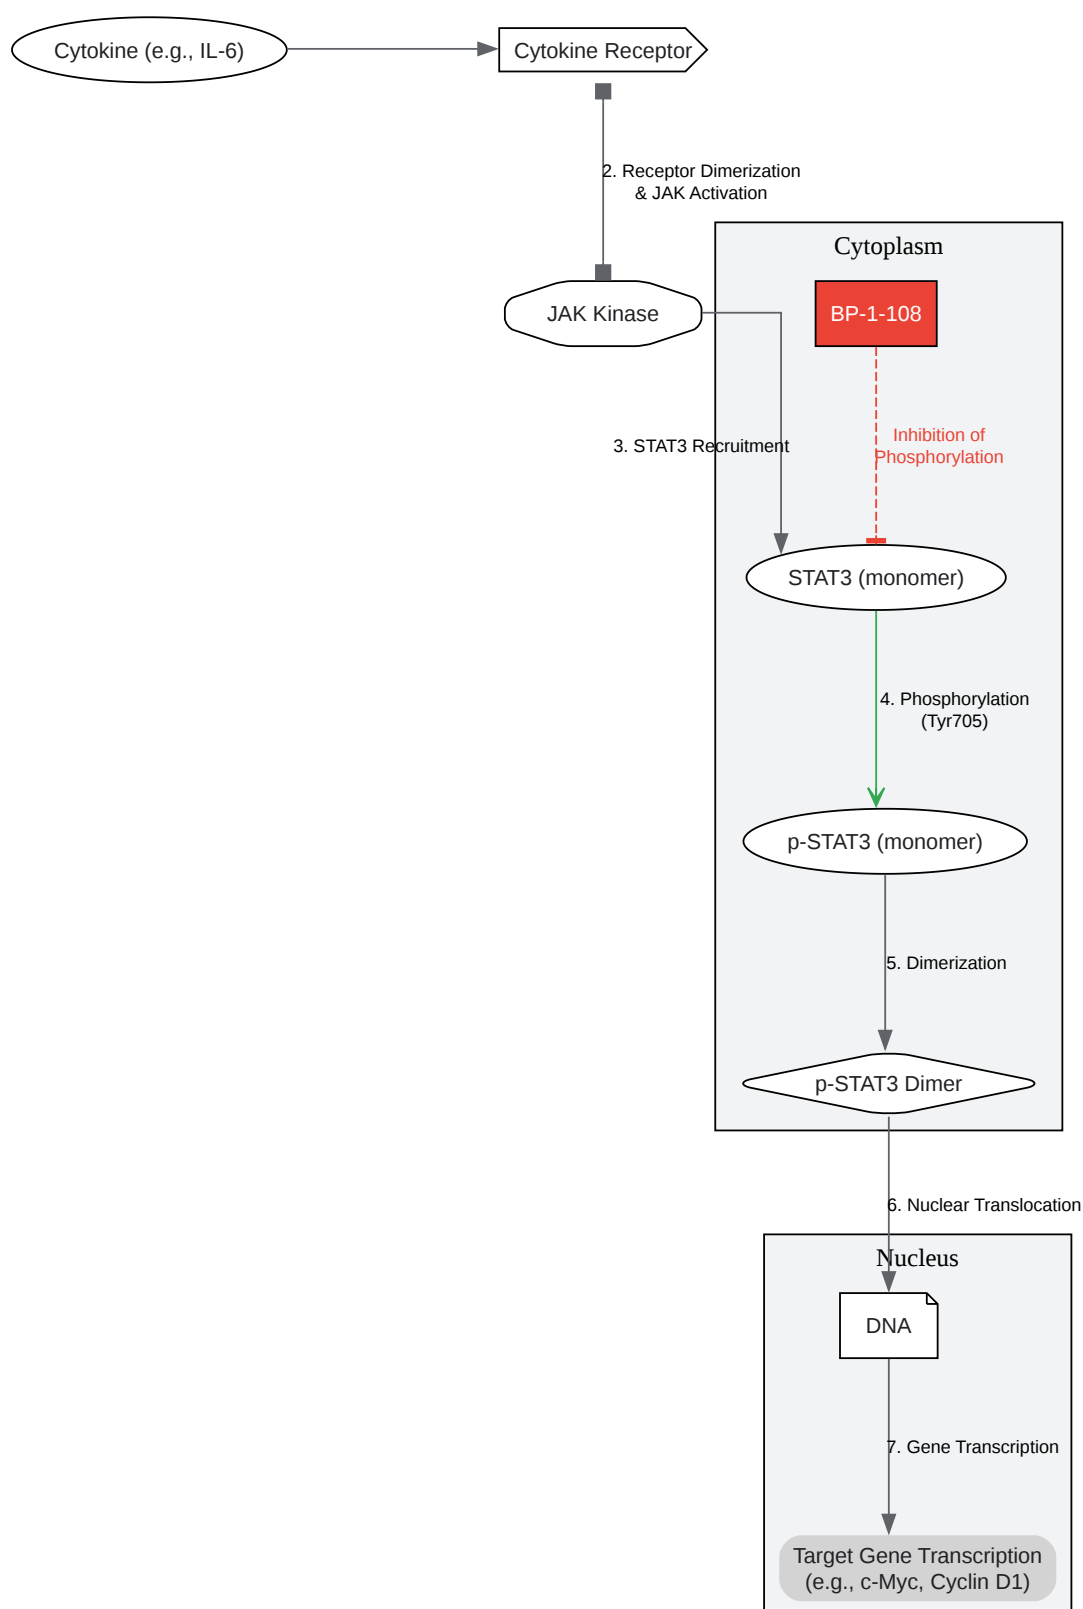 Cytokine (e.g., IL-6)
Cytokine Receptor
2. Receptor Dimerization
& JAK Activation
Cytoplasm
JAK Kinase
BP-1-108
3. STAT3 Recruitment
Inhibition of
Phosphorylation
STAT3 (monomer)
4. Phosphorylation
(Tyr705)
p-STAT3 (monomer)
5. Dimerization
p-STAT3 Dimer
6. Nuclear Translocation
Nucleus
DNA
7. Gene Transcription
Target Gene Transcription
(e.g., c-Myc, Cyclin D1)